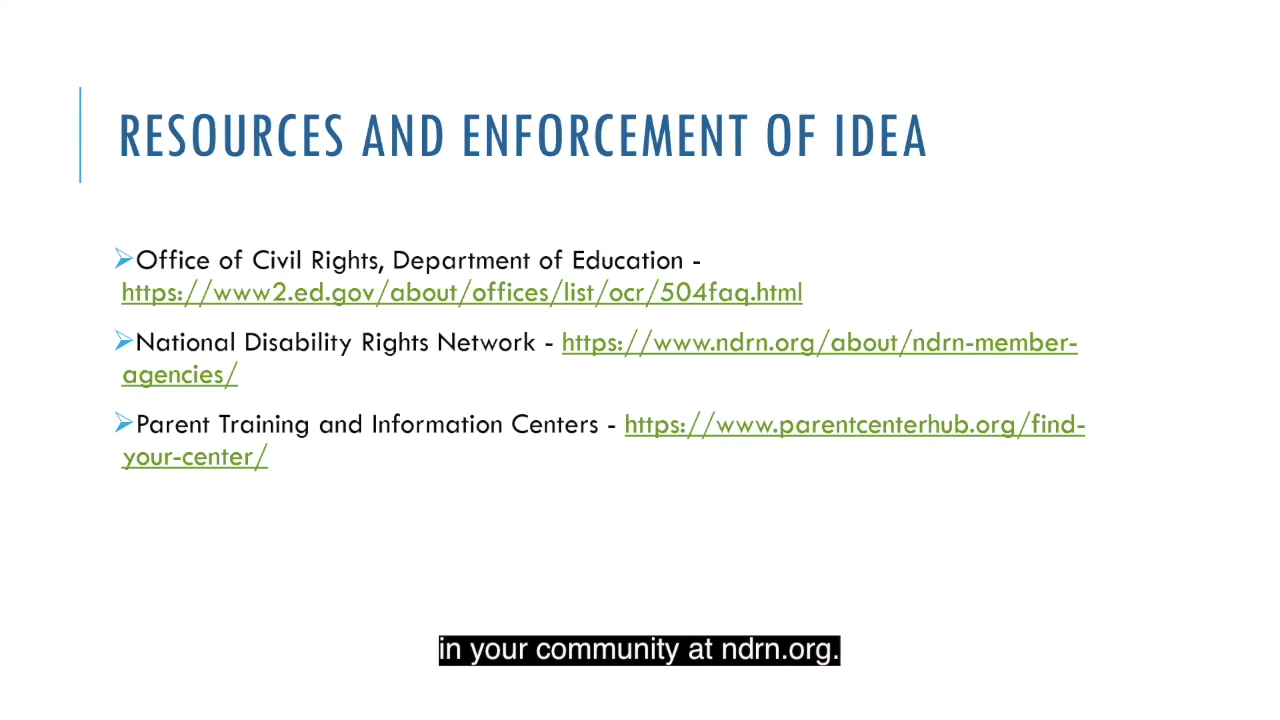 RESOURCES AND ENFORCEMENT OF IDEA
➢Office of Civil Rights, Department of Education -
https://www2.ed.gov/about/offices/list/ocr/504faq.html
➢National Disability Rights Network - https://www.ndrn.org/about/ndrn-member-
agencies/
➢Parent Training and Information Centers - https://www.parentcenterhub.org/find-
your-center/
in your community at ndrn.org.